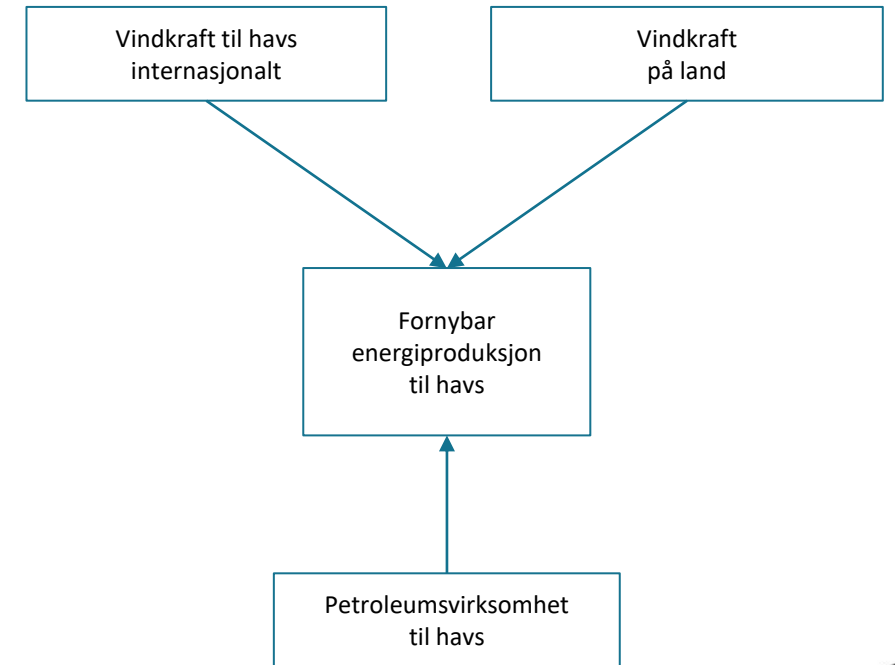 Vindkraft til havs
internasjonalt
Vindkraft
på land
Fornybar
energiproduksjon
til havs
Petroleumsvirksomhet
til havs